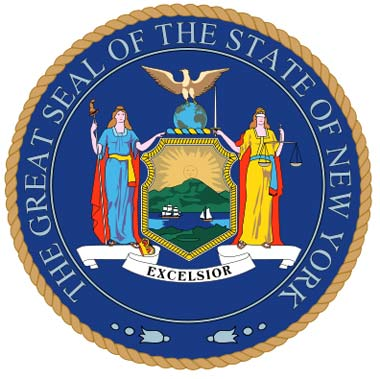 THE GREAT SEAL OF THE STATE OF NEW YORK
EXCELSIOR